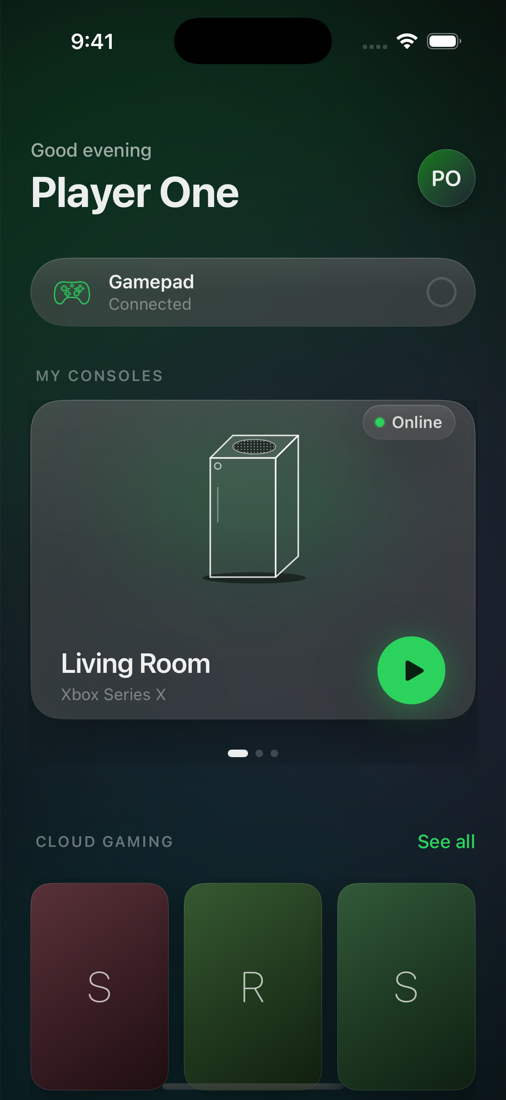 9:41
Good evening
Player One
PO
Gamepad
Connected
MY CONSOLES
Online
Living Room
Xbox Series X
CLOUD GAMING
See all
S
R
S